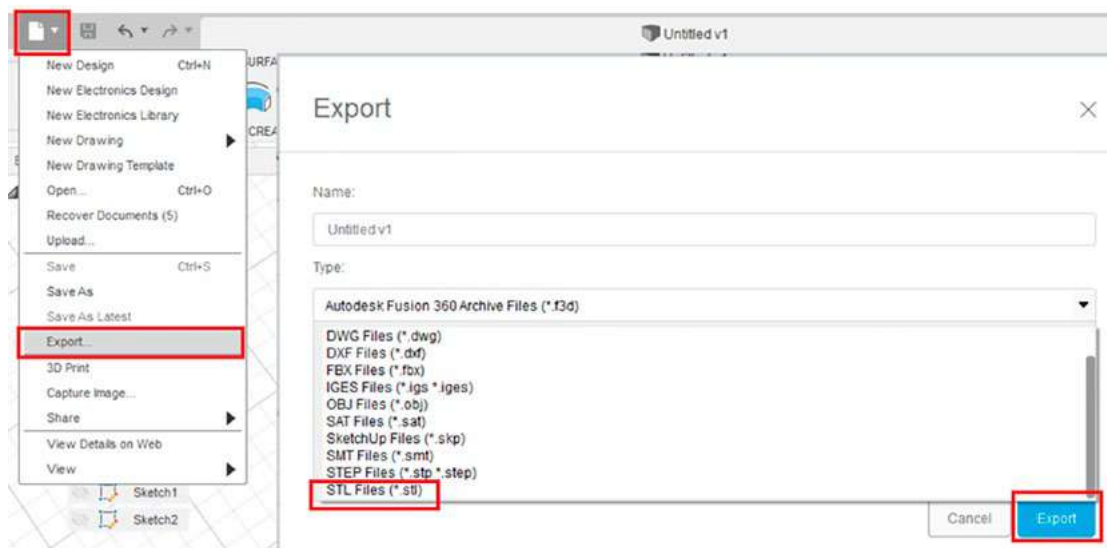 Untitled v1
New Design Ctrl+N
New Electronics Design
New Electronics Library
New Drawing
New Drawing Template
Open... Ctrl+O
Recover Documents (5)
Upload...
Save Ctrl+S
Save As
Save As Latest
Export...
3D Print
Capture Image...
Share
View Details on Web
View
Sketch1
Sketch2
URFA
CREA
Export
Name:
Untitled v1
Type:
Autodesk Fusion 360 Archive Files (*.f3d)
DWG Files (*.dwg)
DXF Files (*.dxf)
FBX Files (*.fbx)
IGES Files (*.igs *.iges)
OBJ Files (*.obj)
SAT Files (*.sat)
SketchUp Files (*.skp)
SMT Files (*.smt)
STEP Files (*.stp *.step)
STL Files (*.stl)
Cancel Export